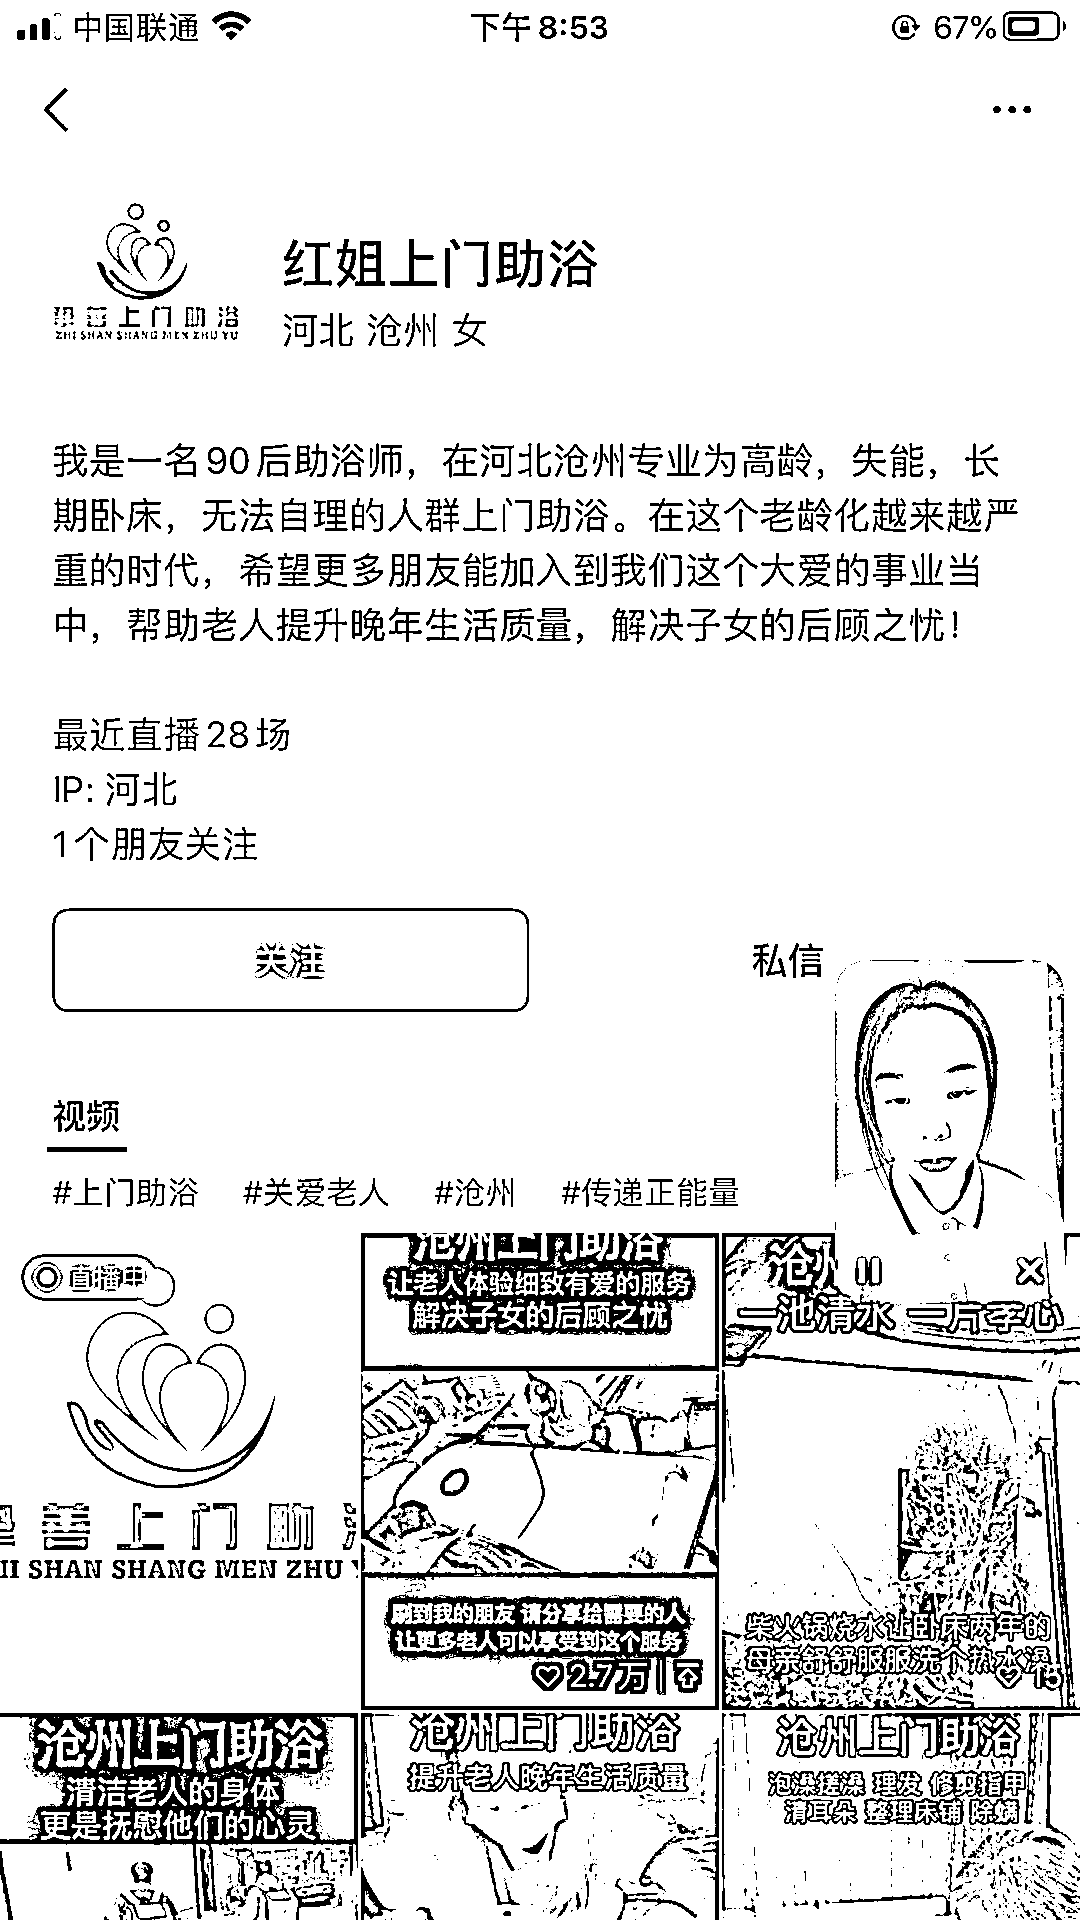 中国联通
下午8:53
67%
红姐上门助浴
挚善上门助浴
ZHI SHAN SHANG MEN ZHU YU
河北 沧州 女
我是一名90后助浴师，在河北沧州专业为高龄，失能，长
期卧床，无法自理的人群上门助浴。在这个老龄化越来越严
重的时代，希望更多朋友能加入到我们这个大爱的事业当
中，帮助老人提升晚年生活质量，解决子女的后顾之忧！
最近直播28场
IP: 河北
1个朋友关注
关注
私信
视频
#上门助浴 #关爱老人 #沧州 #传递正能量
直播中
善上门助
SHAN SHANG MEN ZHU
沧州上门助浴
让老人体验细致有爱的服务
解决子女的后顾之忧
刷到我的朋友 请分享给需要的人
让更多老人可以享受到这个服务
2.7万
沧州
一池清水 一片孝心
柴火锅烧水让卧床两年的
母亲舒舒服服洗个热水澡
15
沧州上门助浴
清洁老人的身体
更是抚慰他们的心灵
沧州上门助浴
提升老人晚年生活质量
沧州上门助浴
泡澡搓澡 理发 修剪指甲
清耳朵 整理床铺 除螨